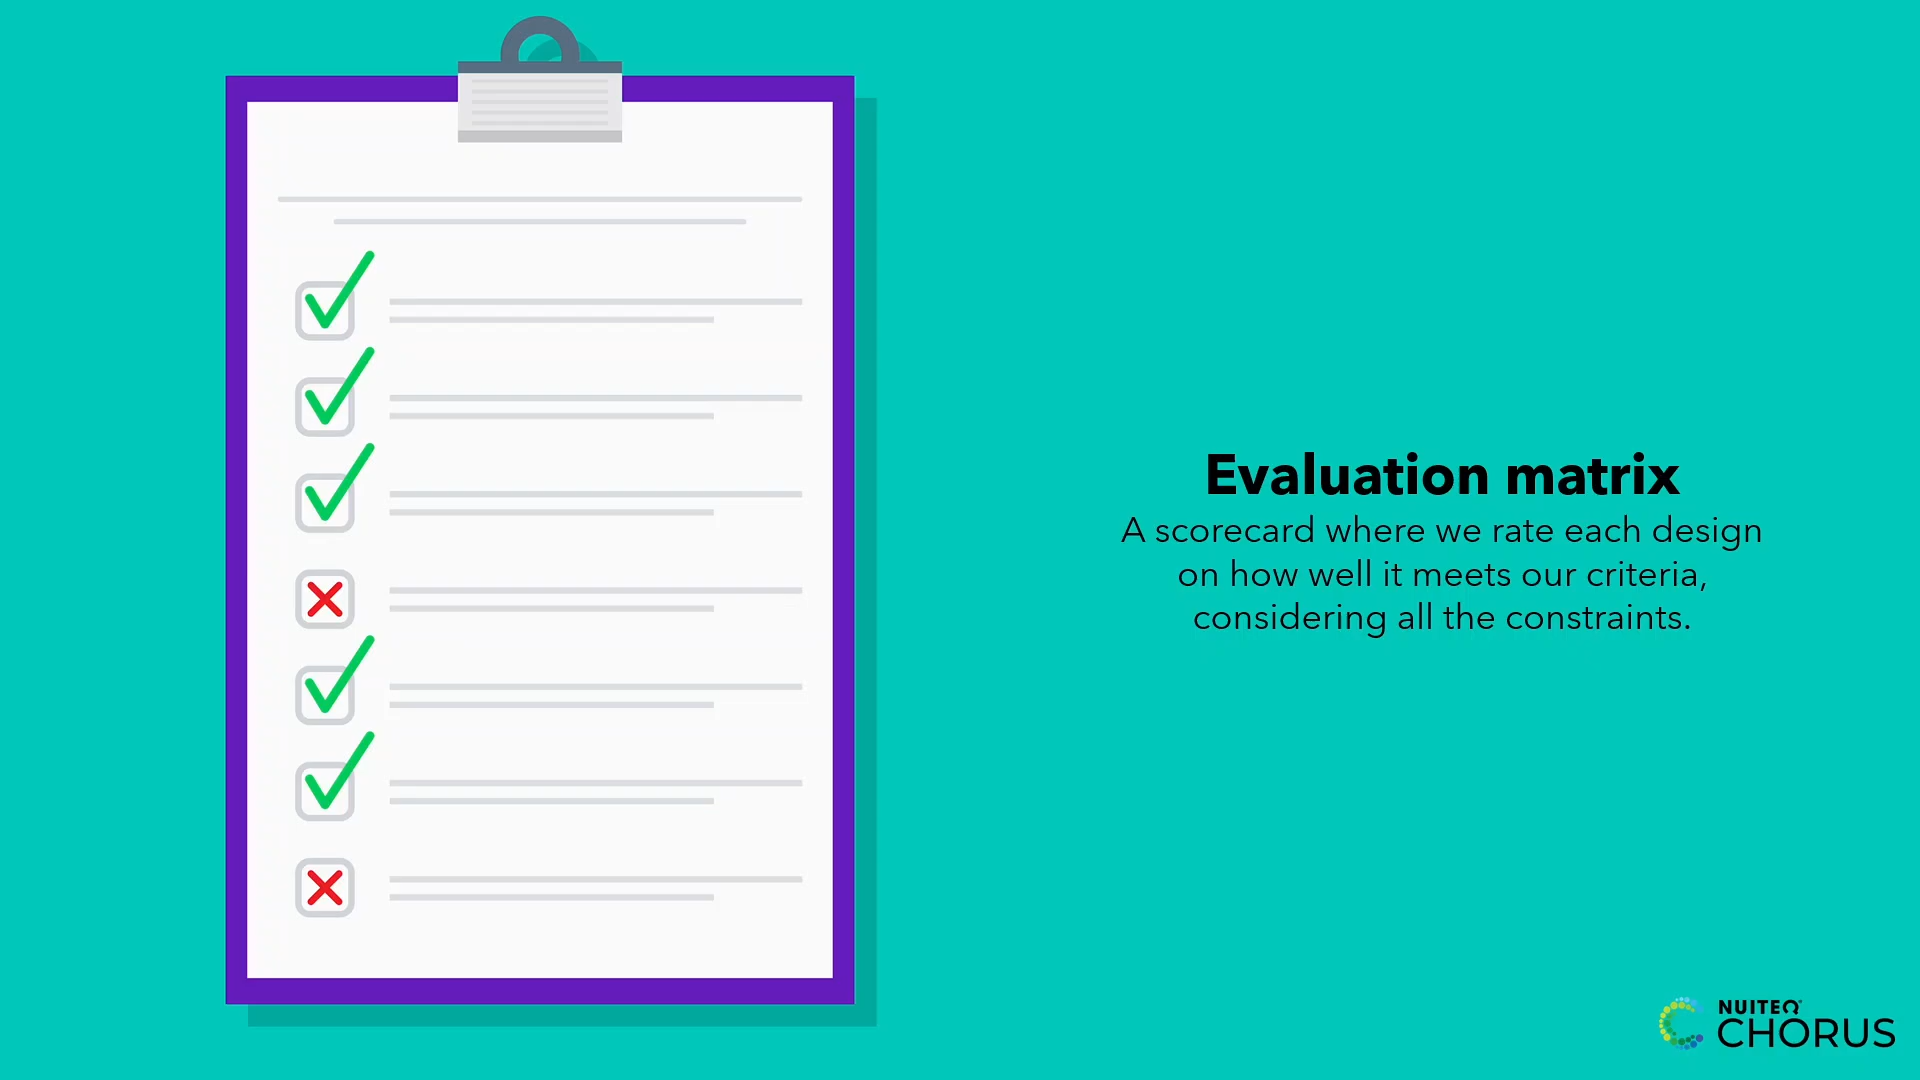 Evaluation matrix
A scorecard where we rate each design
on how well it meets our criteria,
considering all the constraints.
NUITEQ
CHORUS